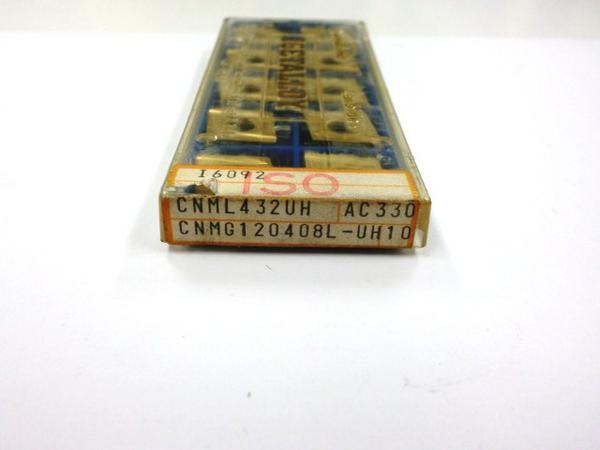 IGETALLOY
I6092
ISO
CNML432UH AC330
CNMG120408L-UH10